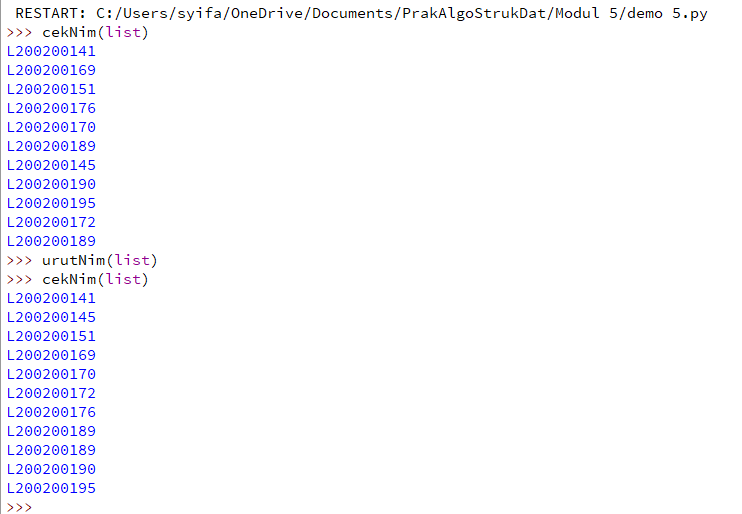 RESTART: C:/Users/syifa/OneDrive/Documents/PrakAlgoStrukDat/Modul 5/demo 5.py
>>> cekNim(list)
L200200141
L200200169
L200200151
L200200176
L200200170
L200200189
L200200145
L200200190
L200200195
L200200172
L200200189
>>> urutNim(list)
>>> cekNim(list)
L200200141
L200200145
L200200151
L200200169
L200200170
L200200172
L200200176
L200200189
L200200189
L200200190
L200200195
>>>